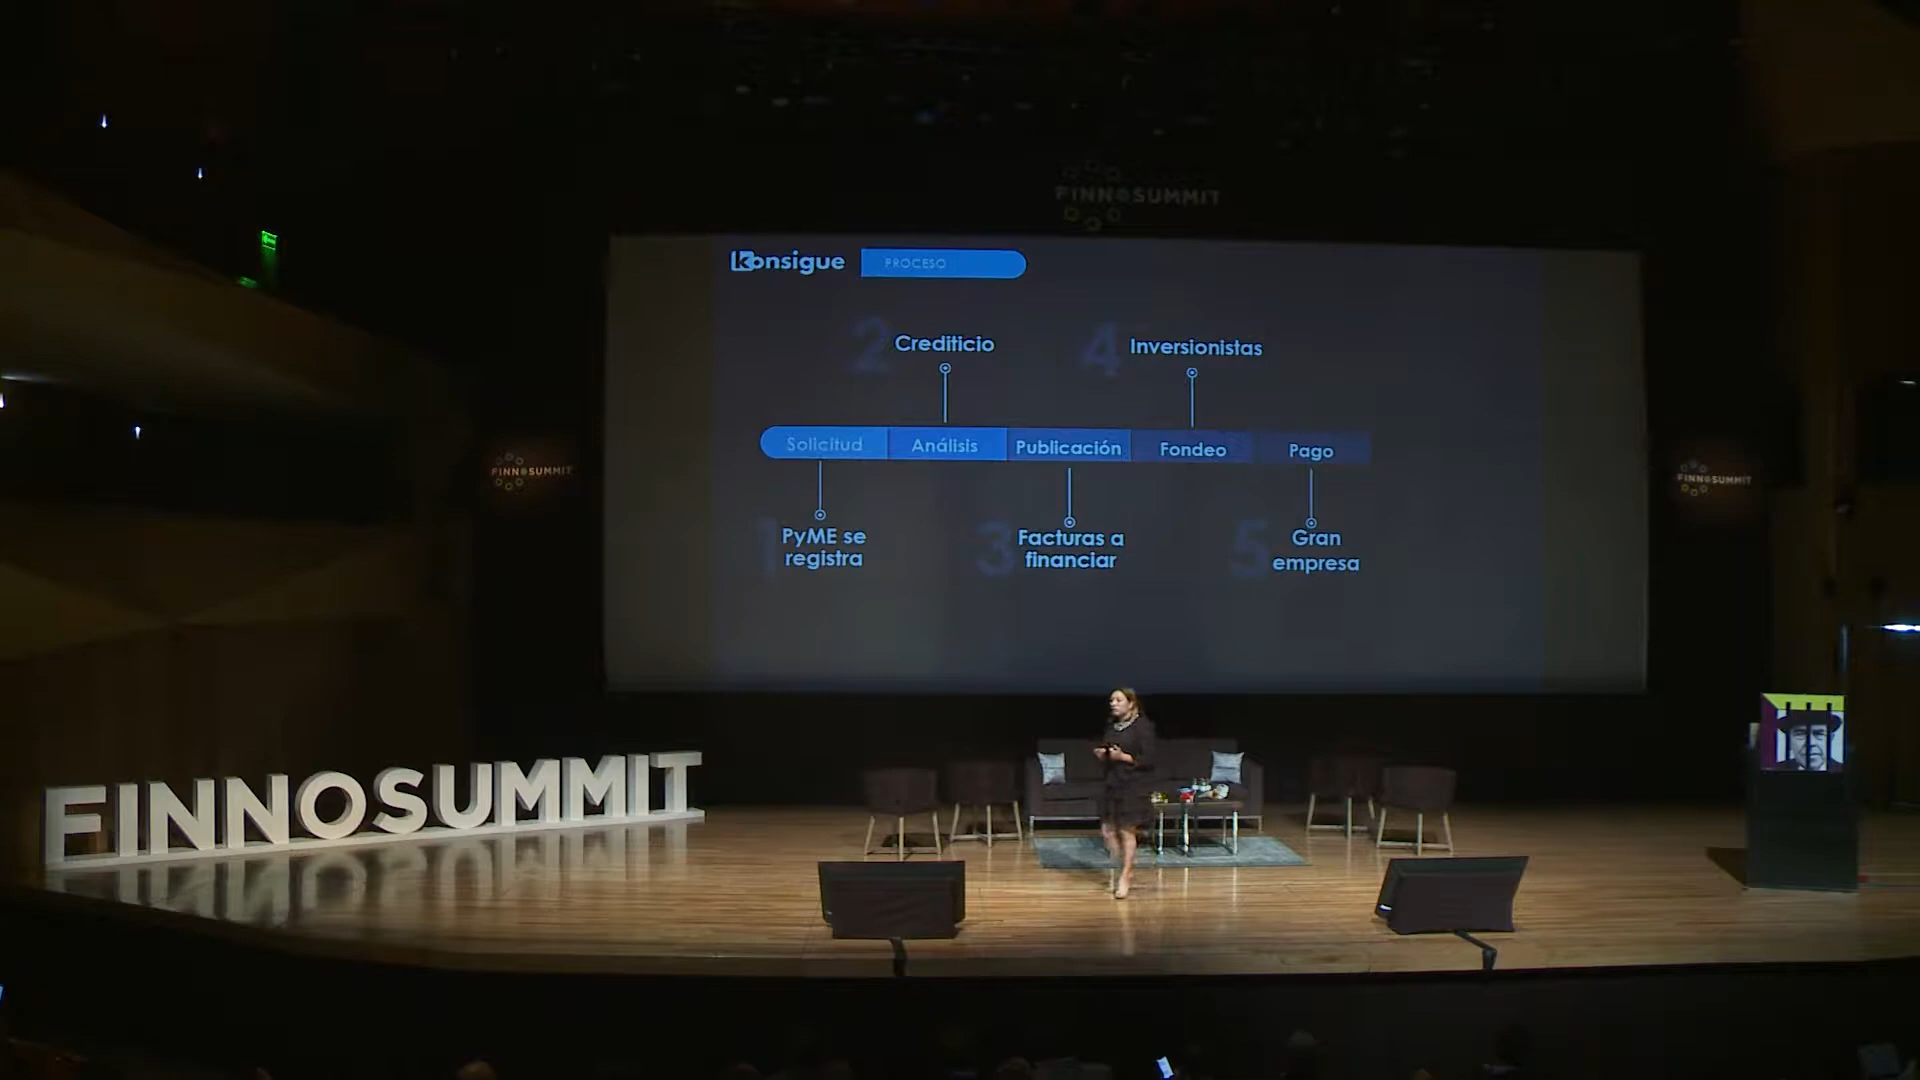 FINNOSUMMIT
Konsigue
PROCESO
2
Crediticio
4
Inversionistas
Solicitud
Análisis
Publicación
Fondeo
Pago
1
PyME se
registra
3
Facturas a
financiar
5
Gran
empresa
FINNOSUMMIT
FINNOSUMMIT
FINNOSUMMIT